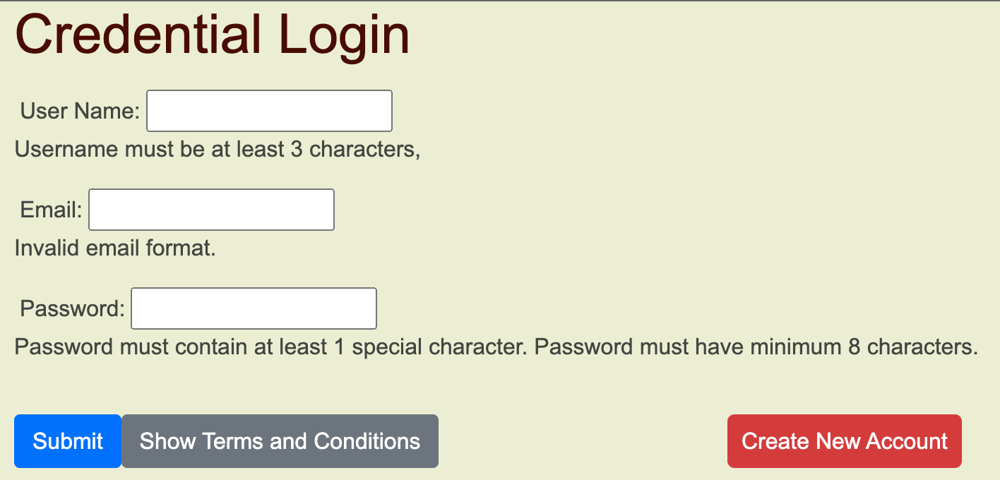 Credential Login
User Name:
Username must be at least 3 characters,
Email:
Invalid email format.
Password:
Password must contain at least 1 special character. Password must have minimum 8 characters.
Submit Show Terms and Conditions Create New Account